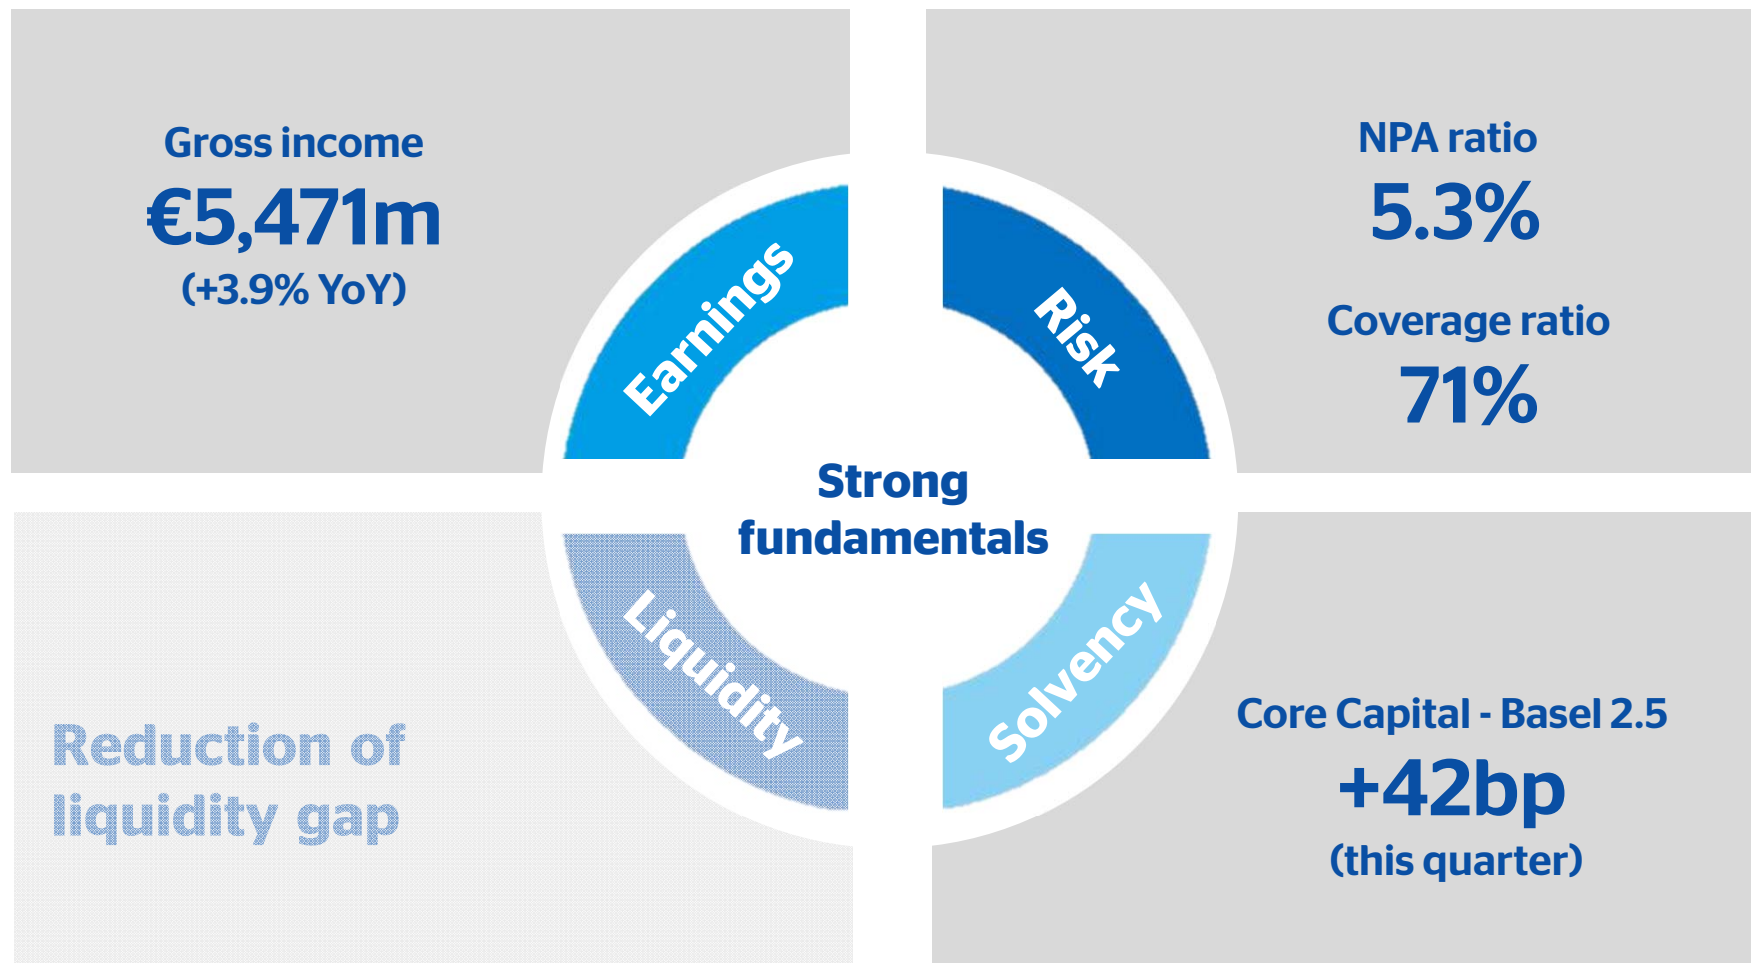 Gross income
€5,471m
(+3.9% YoY)
Earnings
NPA ratio
5.3%
Coverage ratio
71%
Risk
Strong
fundamentals
Reduction of
liquidity gap
Liquidity
Core Capital - Basel 2.5
+42bp
(this quarter)
Solvency